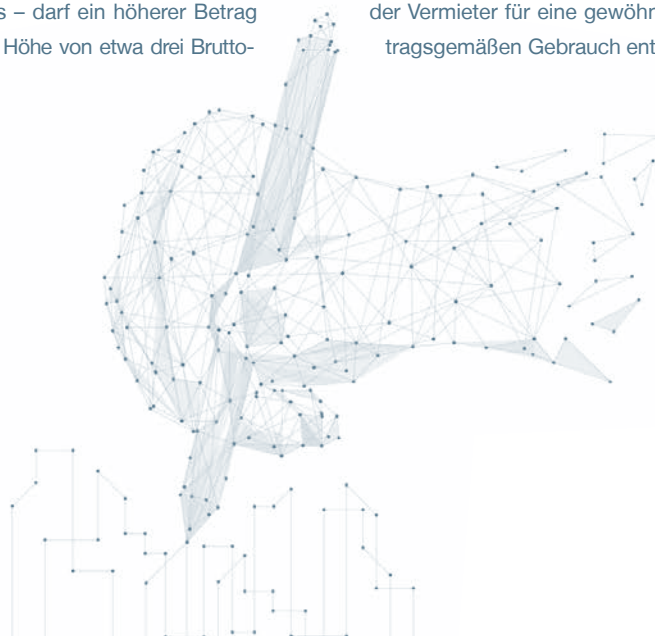 s – darf ein höherer Betrag
Höhe von etwa drei Brutto-
der Vermieter für eine gewöhn
tragsgemäßen Gebrauch ent